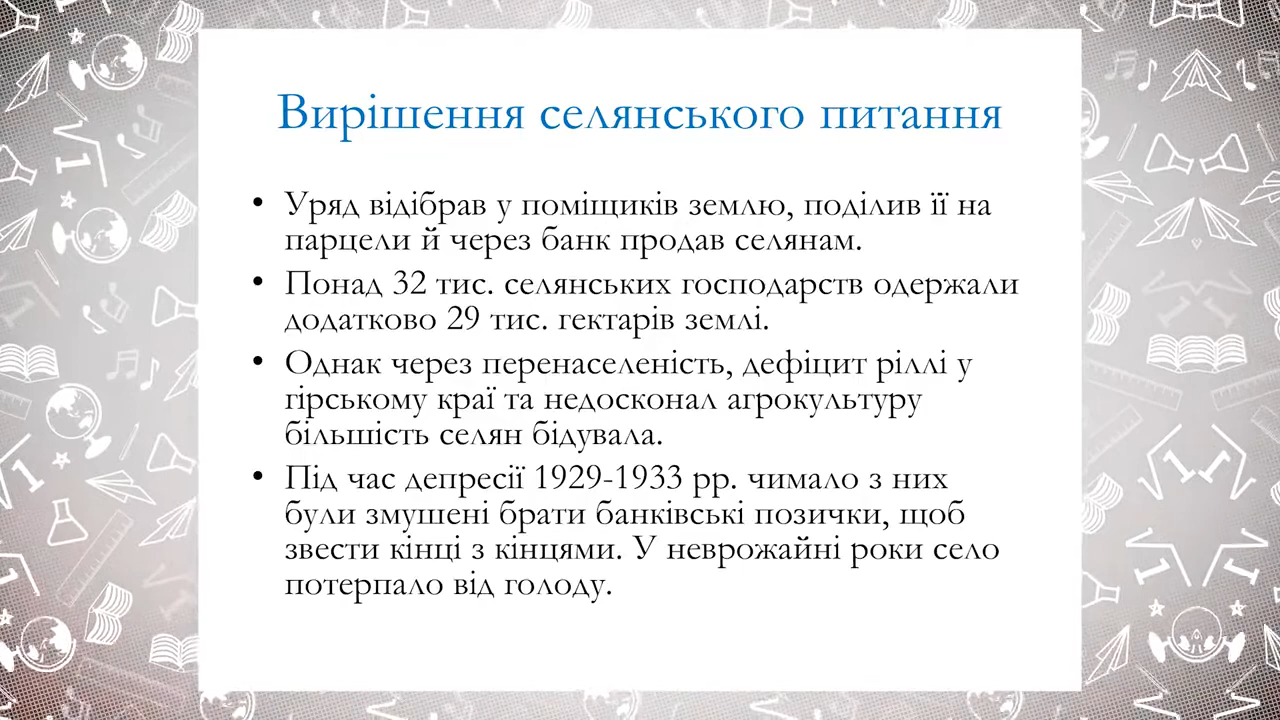 Вирішення селянського питання
• Уряд відібрав у поміщиків землю, поділив її на
парцели й через банк продав селянам.
• Понад 32 тис. селянських господарств одержали
додатково 29 тис. гектарів землі.
• Однак через перенаселеність, дефіцит ріллі у
гірському краї та недосконал агрокультуру
більшість селян бідувала.
• Під час депресії 1929-1933 рр. чимало з них
були змушені брати банківські позички, щоб
звести кінці з кінцями. У неврожайні роки село
потерпало від голоду.